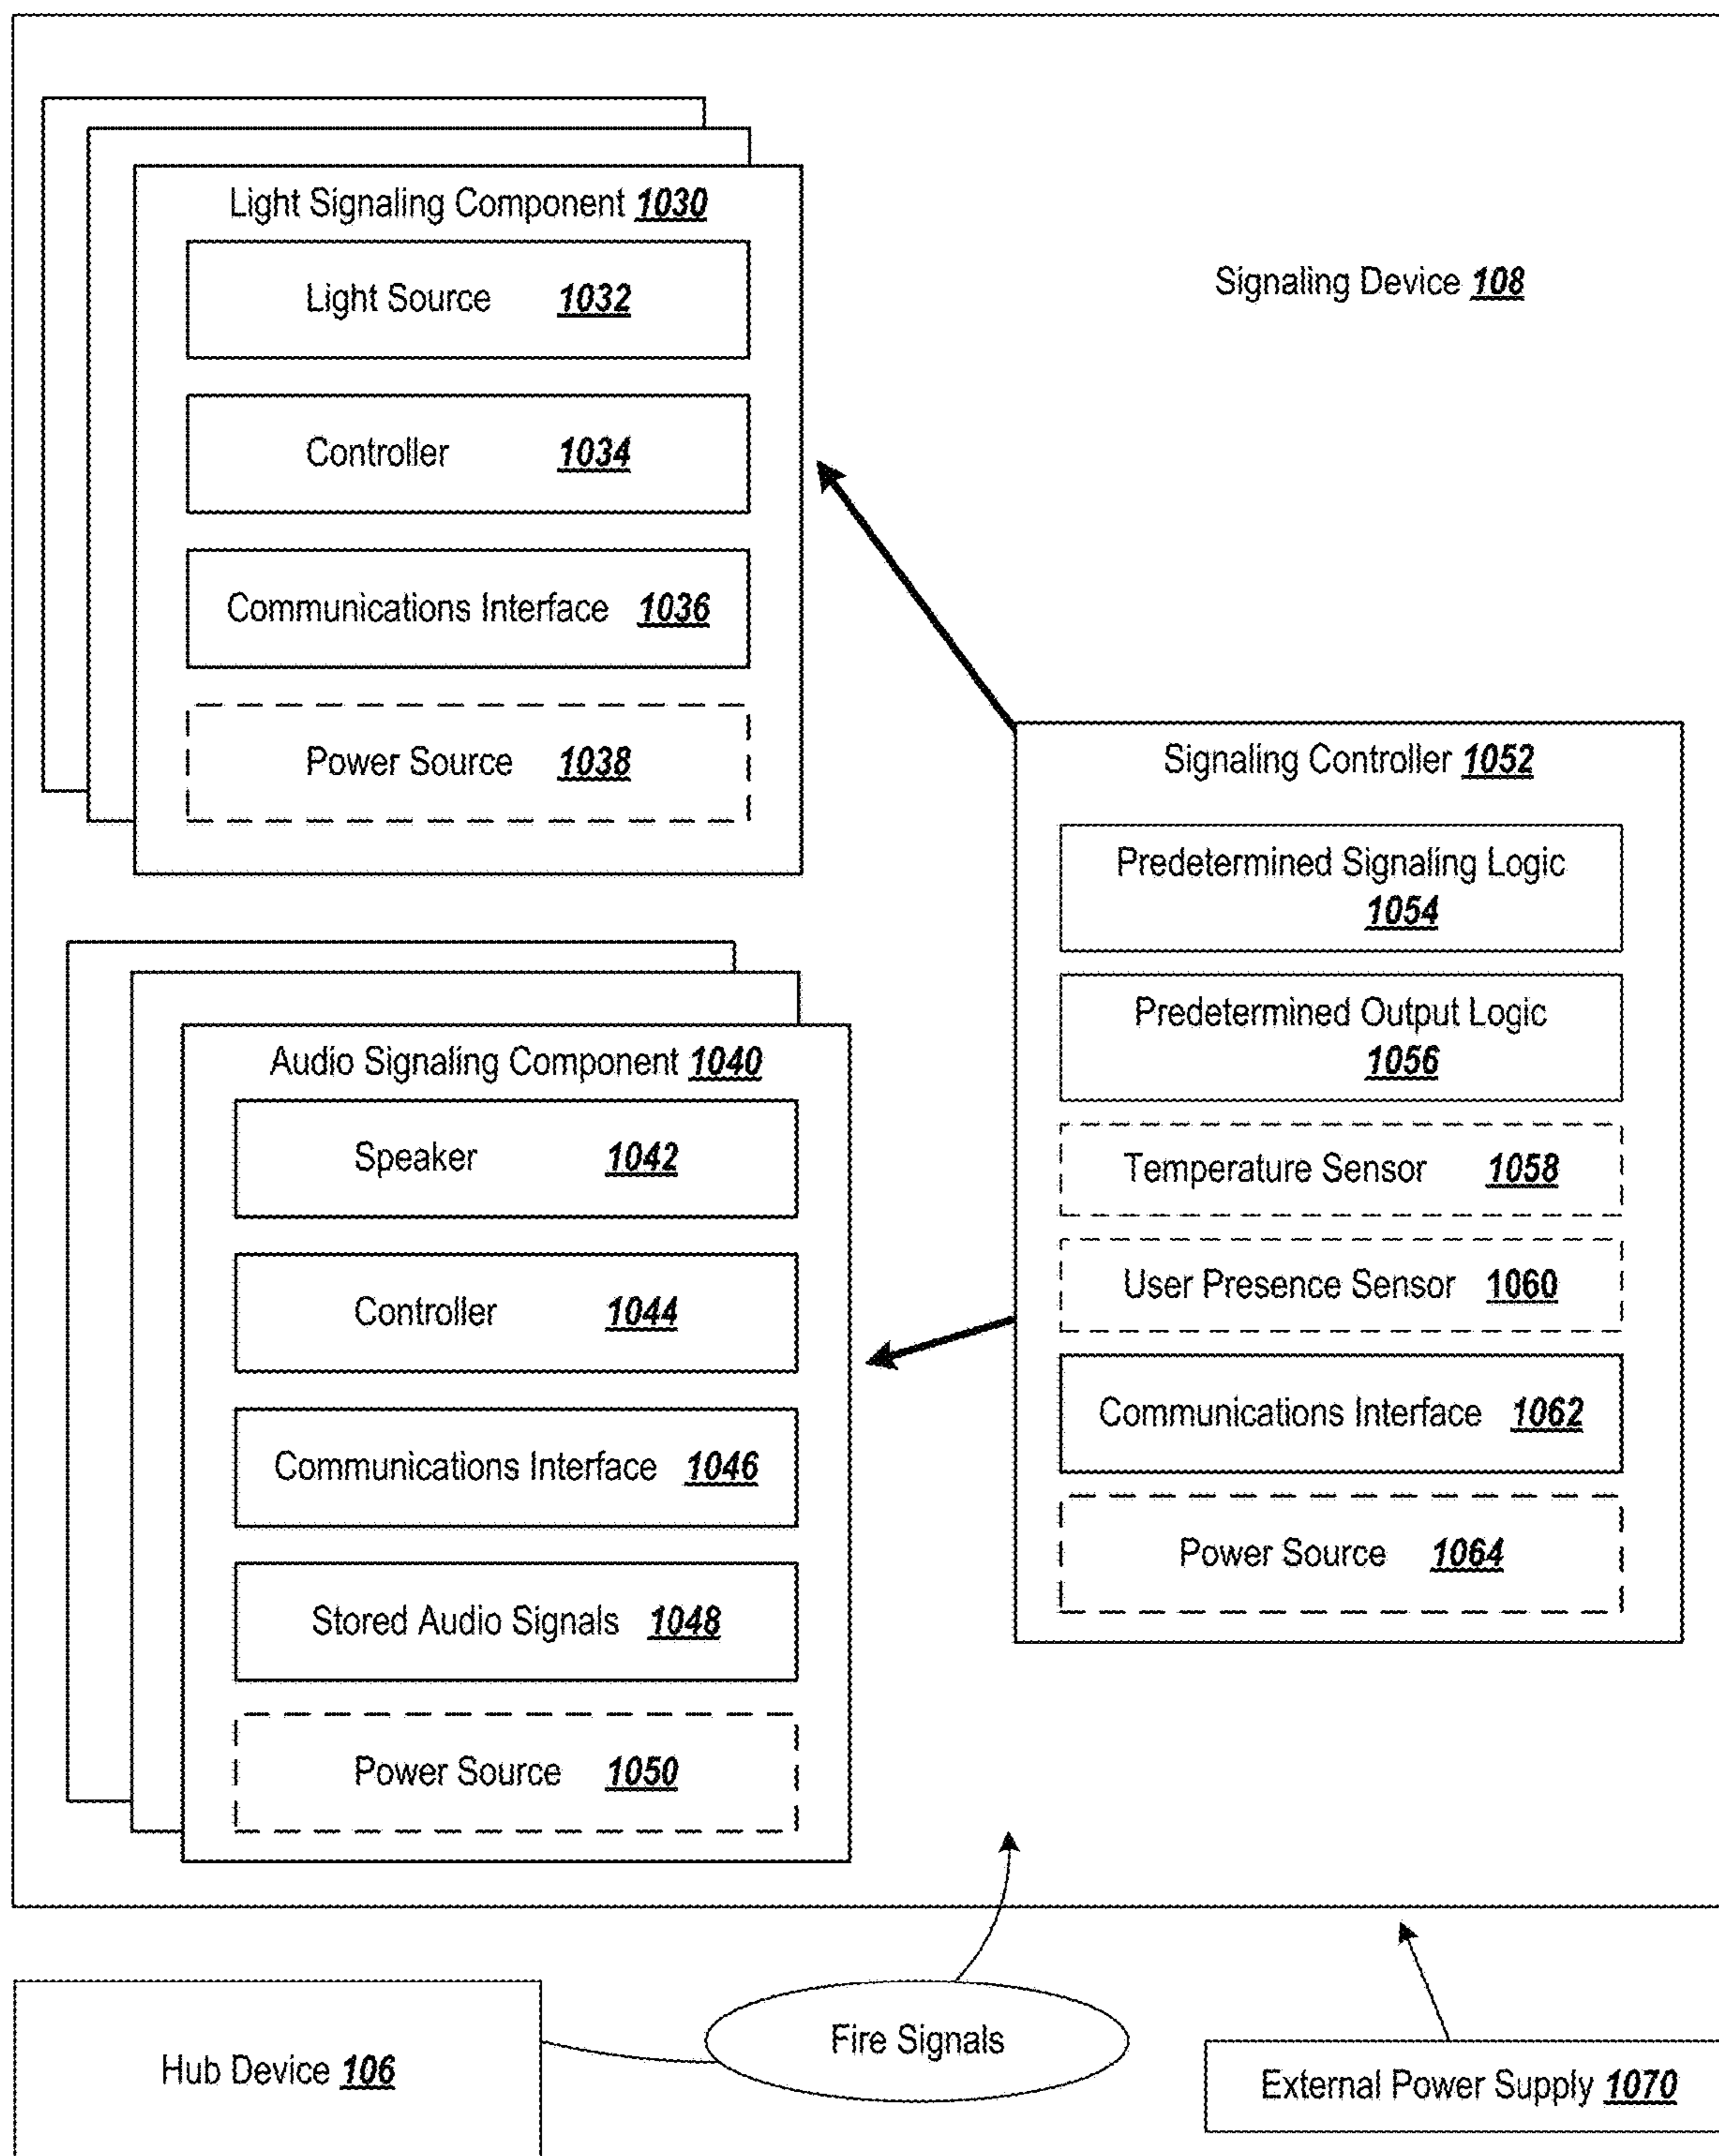 Light Signaling Component 1030
Light Source 1032
Controller 1034
Communications Interface 1036
Power Source 1038
Signaling Device 108
Audio Signaling Component 1040
Speaker 1042
Controller 1044
Communications Interface 1046
Stored Audio Signals 1048
Power Source 1050
Signaling Controller 1052
Predetermined Signaling Logic
1054
Predetermined Output Logic
1056
Temperature Sensor 1058
User Presence Sensor 1060
Communications Interface 1062
Power Source 1064
Hub Device 106
Fire Signals
External Power Supply 1070